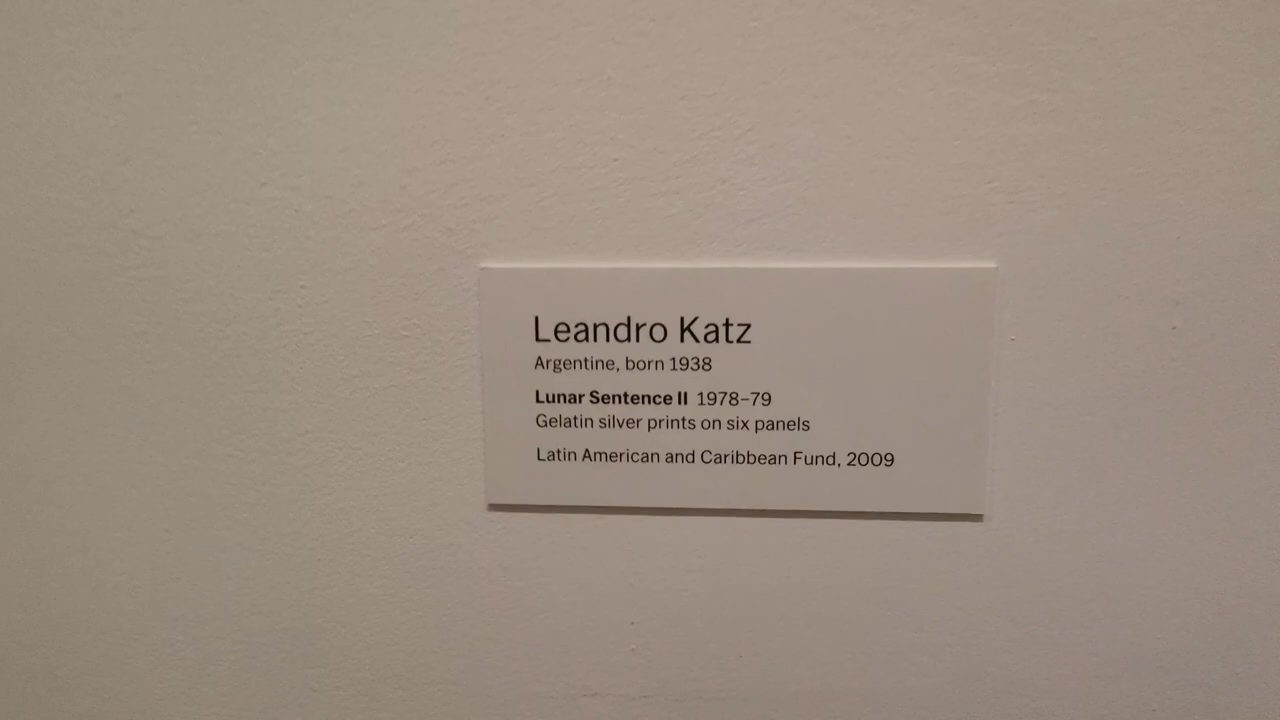 Leandro Katz
Argentine, born 1938
Lunar Sentence II 1978–79
Gelatin silver prints on six panels
Latin American and Caribbean Fund, 2009